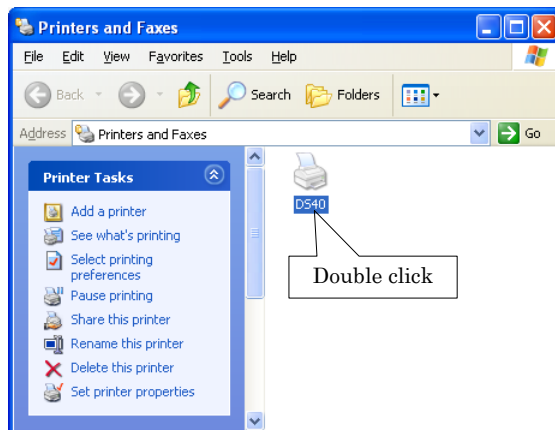 Printers and Faxes
File Edit View Favorites Tools Help
Back Search Folders
Address Printers and Faxes Go
Printer Tasks
Add a printer
See what's printing
Select printing
preferences
Pause printing
Share this printer
Rename this printer
Delete this printer
Set printer properties
DS40
Double click